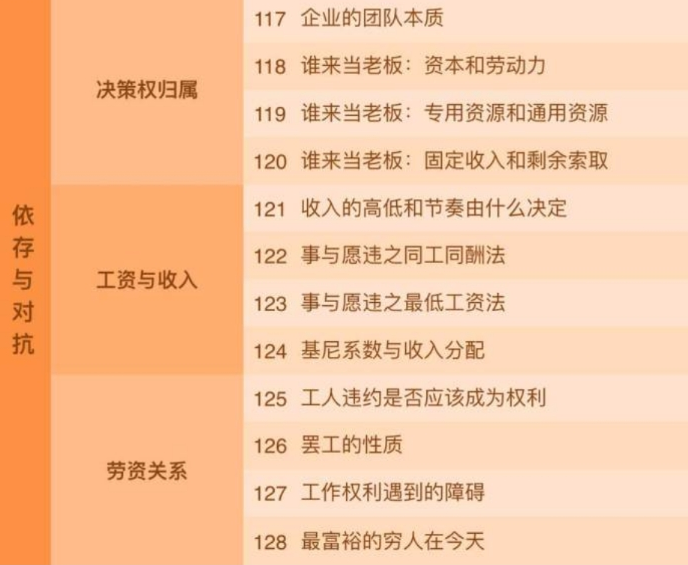 依存与对抗
决策权归属
117 企业的团队本质
118 谁来当老板：资本和劳动力
119 谁来当老板：专用资源和通用资源
120 谁来当老板：固定收入和剩余索取
工资与收入
121 收入的高低和节奏由什么决定
122 事与愿违之同工同酬法
123 事与愿违之最低工资法
124 基尼系数与收入分配
劳资关系
125 工人违约是否应该成为权利
126 罢工的性质
127 工作权利遇到的障碍
128 最富裕的穷人在今天